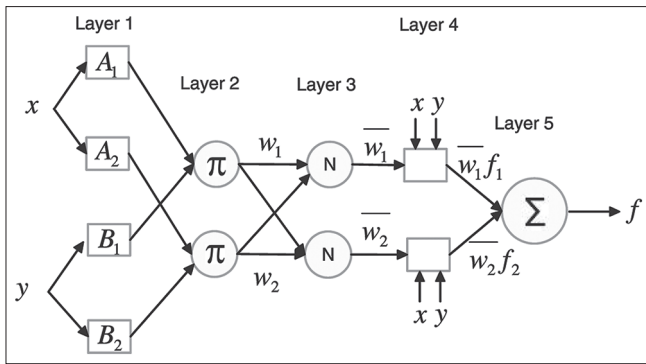 Layer 1
Layer 4
Layer 2
Layer 3
Layer 5
A₁
x
A₂
B₁
y
B₂
π
π
w₁
w₂
N
N
w̅₁
w̅₂
x y
x y
w̅₁f₁
w̅₂f₂
Σ
f